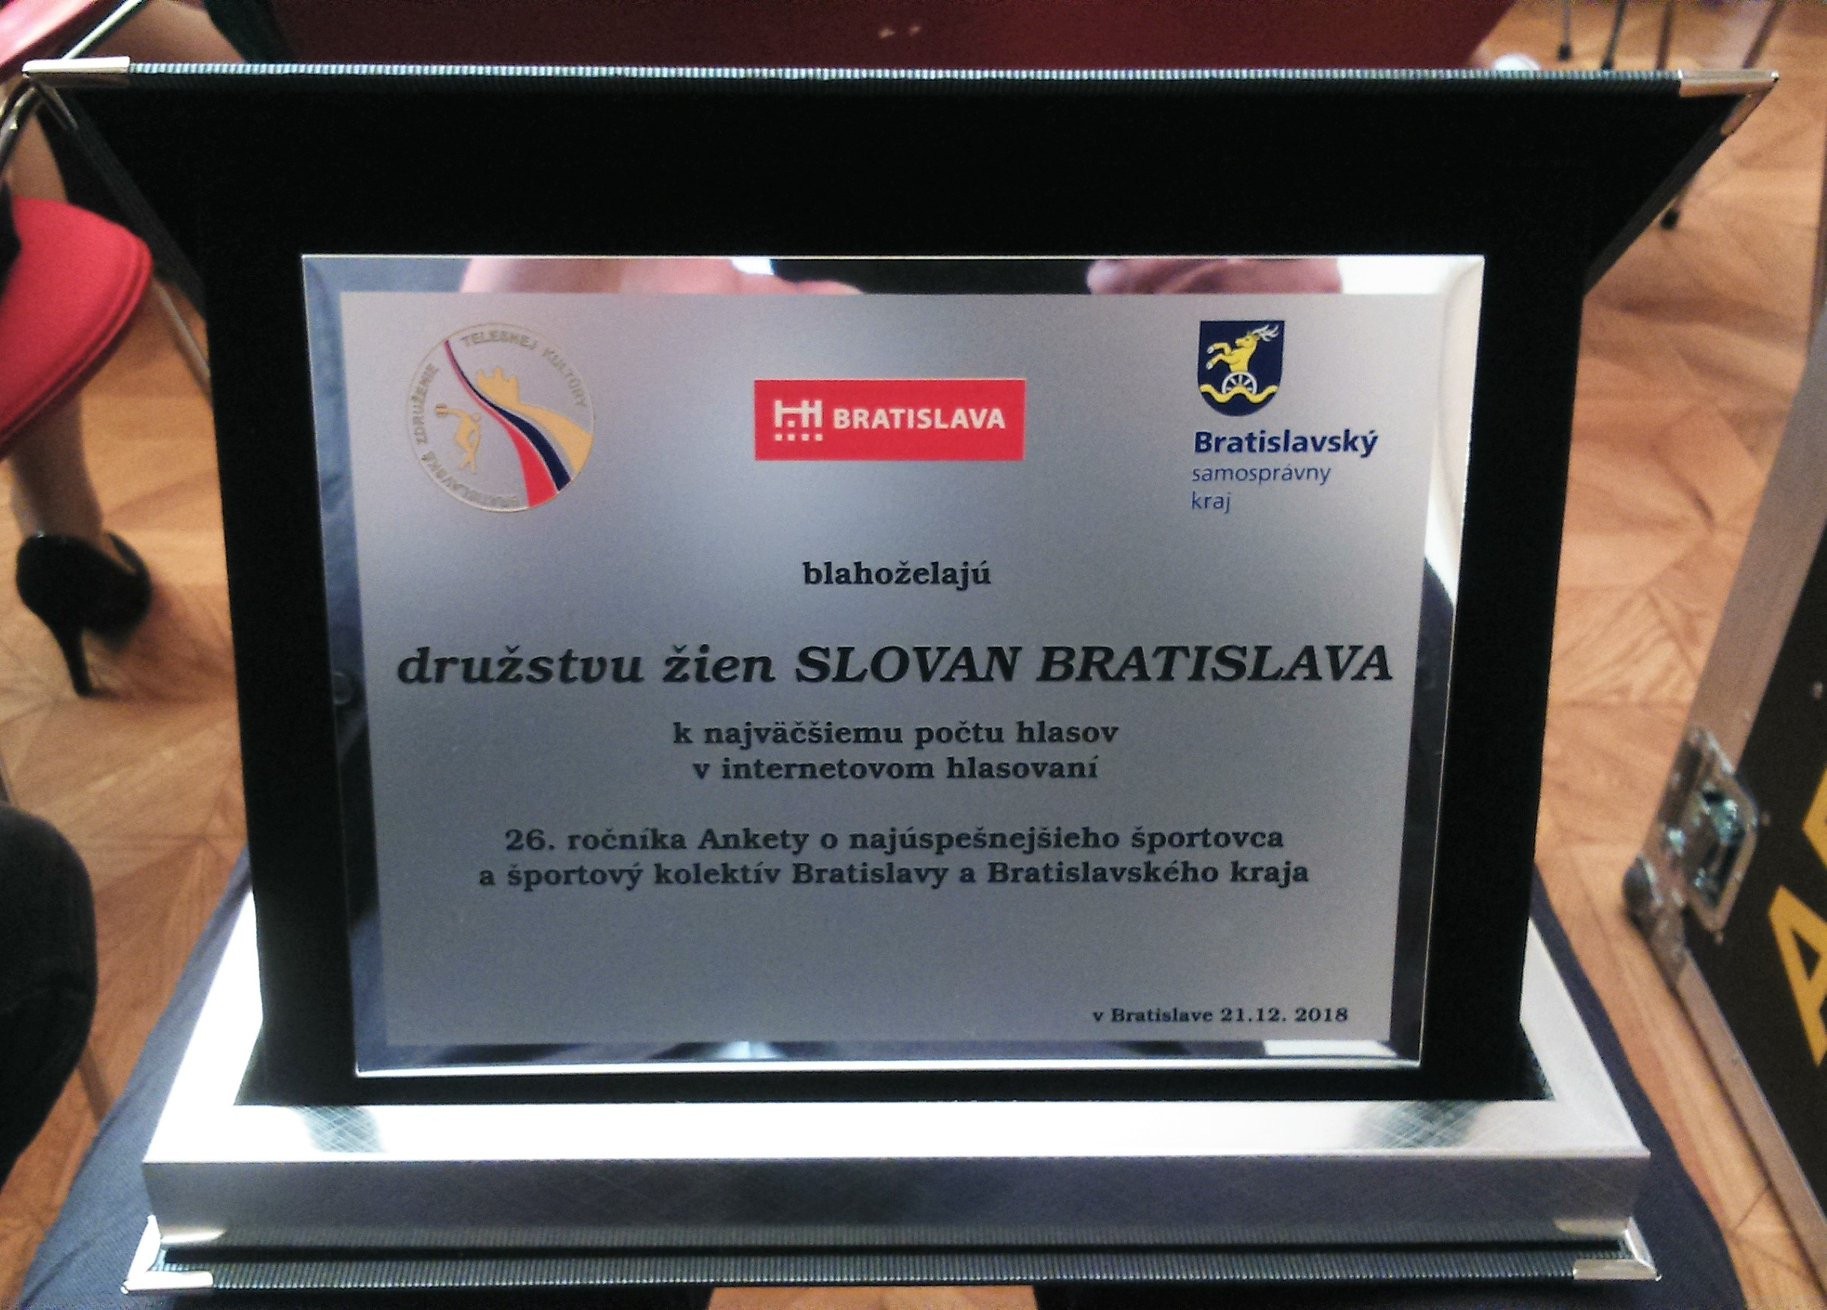 BRATISLAVSKÉ ZDRUŽENIE TELESNEJ KULTÚRY
BRATISLAVA
Bratislavský
samosprávny
kraj
blahoželajú
družstvu žien SLOVAN BRATISLAVA
k najväčšiemu počtu hlasov
v internetovom hlasovaní
26. ročníka Ankety o najúspešnejšieho športovca
a športový kolektív Bratislavy a Bratislavského kraja
v Bratislave 21.12. 2018